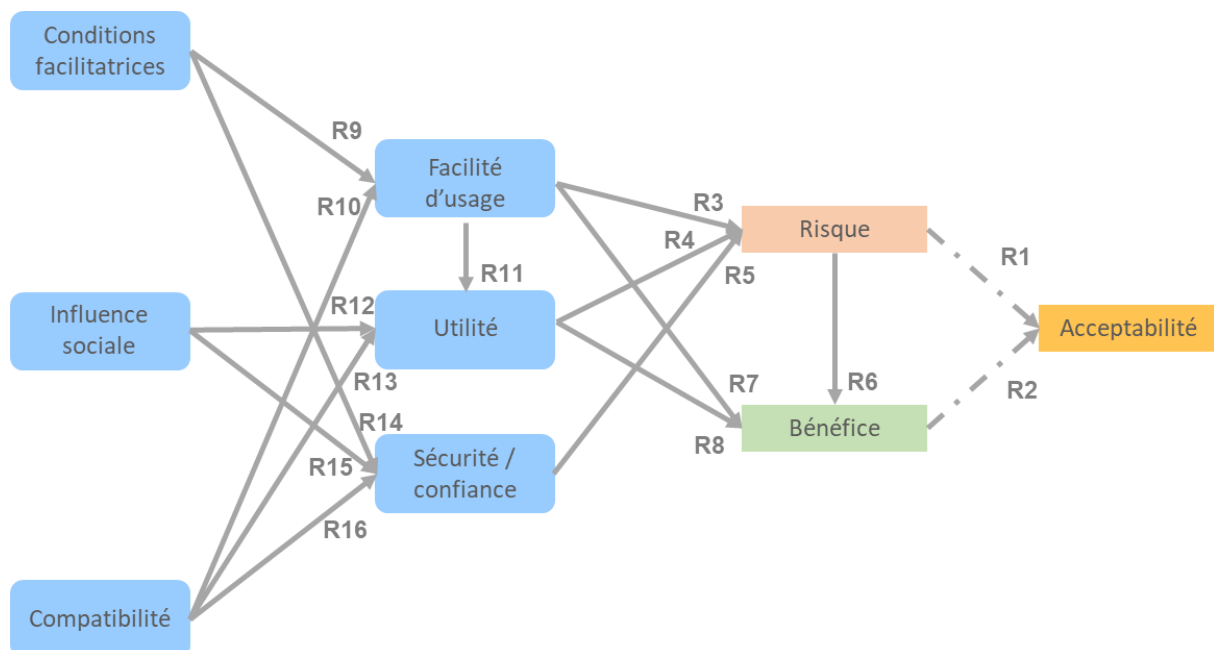 Conditions
facilitatrices
R9
Facilité
d’usage
R10
R3
Risque
R4
R1
R11
R5
Influence
sociale
R12
Utilité
Acceptabilité
R13
R7
R6
R2
R14
Bénéfice
R8
R15
Sécurité /
confiance
R16
Compatibilité